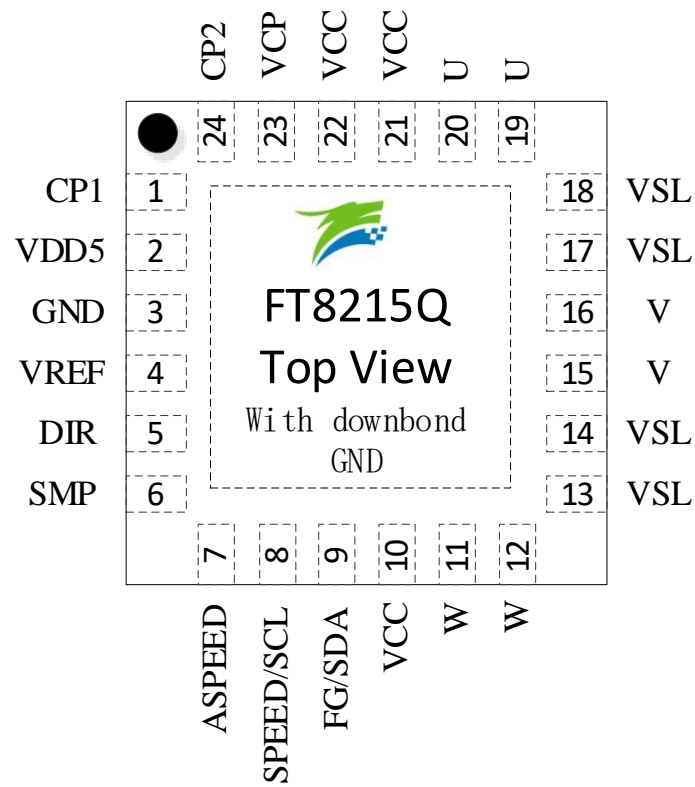 CP2 VCP VCC VCC U U
24 23 22 21 20 19
CP1 1 18 VSL
VDD5 2 17 VSL
GND 3 16 V
VREF 4 15 V
DIR 5 14 VSL
SMP 6 13 VSL
FT8215Q
Top View
With downbond
GND
7 8 9 10 11 12
ASPEED SPEED/SCL FG/SDA VCC W W